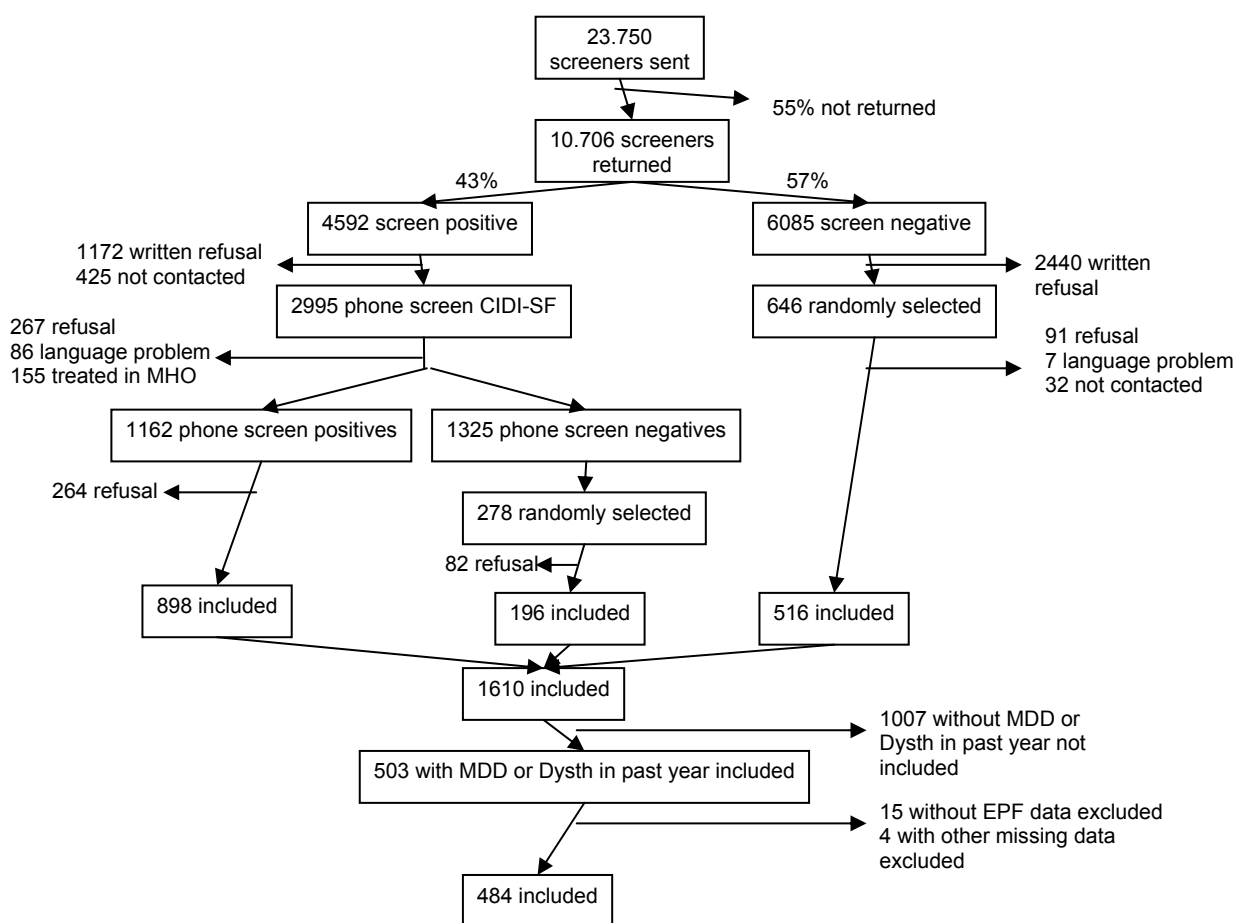 23.750
screeners sent
55% not returned
10.706 screeners
returned
43%
57%
4592 screen positive
6085 screen negative
1172 written refusal
425 not contacted
2440 written
refusal
2995 phone screen CIDI-SF
646 randomly selected
267 refusal
86 language problem
155 treated in MHO
91 refusal
7 language problem
32 not contacted
1162 phone screen positives
1325 phone screen negatives
264 refusal
278 randomly selected
82 refusal
898 included
196 included
516 included
1610 included
1007 without MDD or
Dysth in past year not
included
503 with MDD or Dysth in past year included
15 without EPF data excluded
4 with other missing data
excluded
484 included